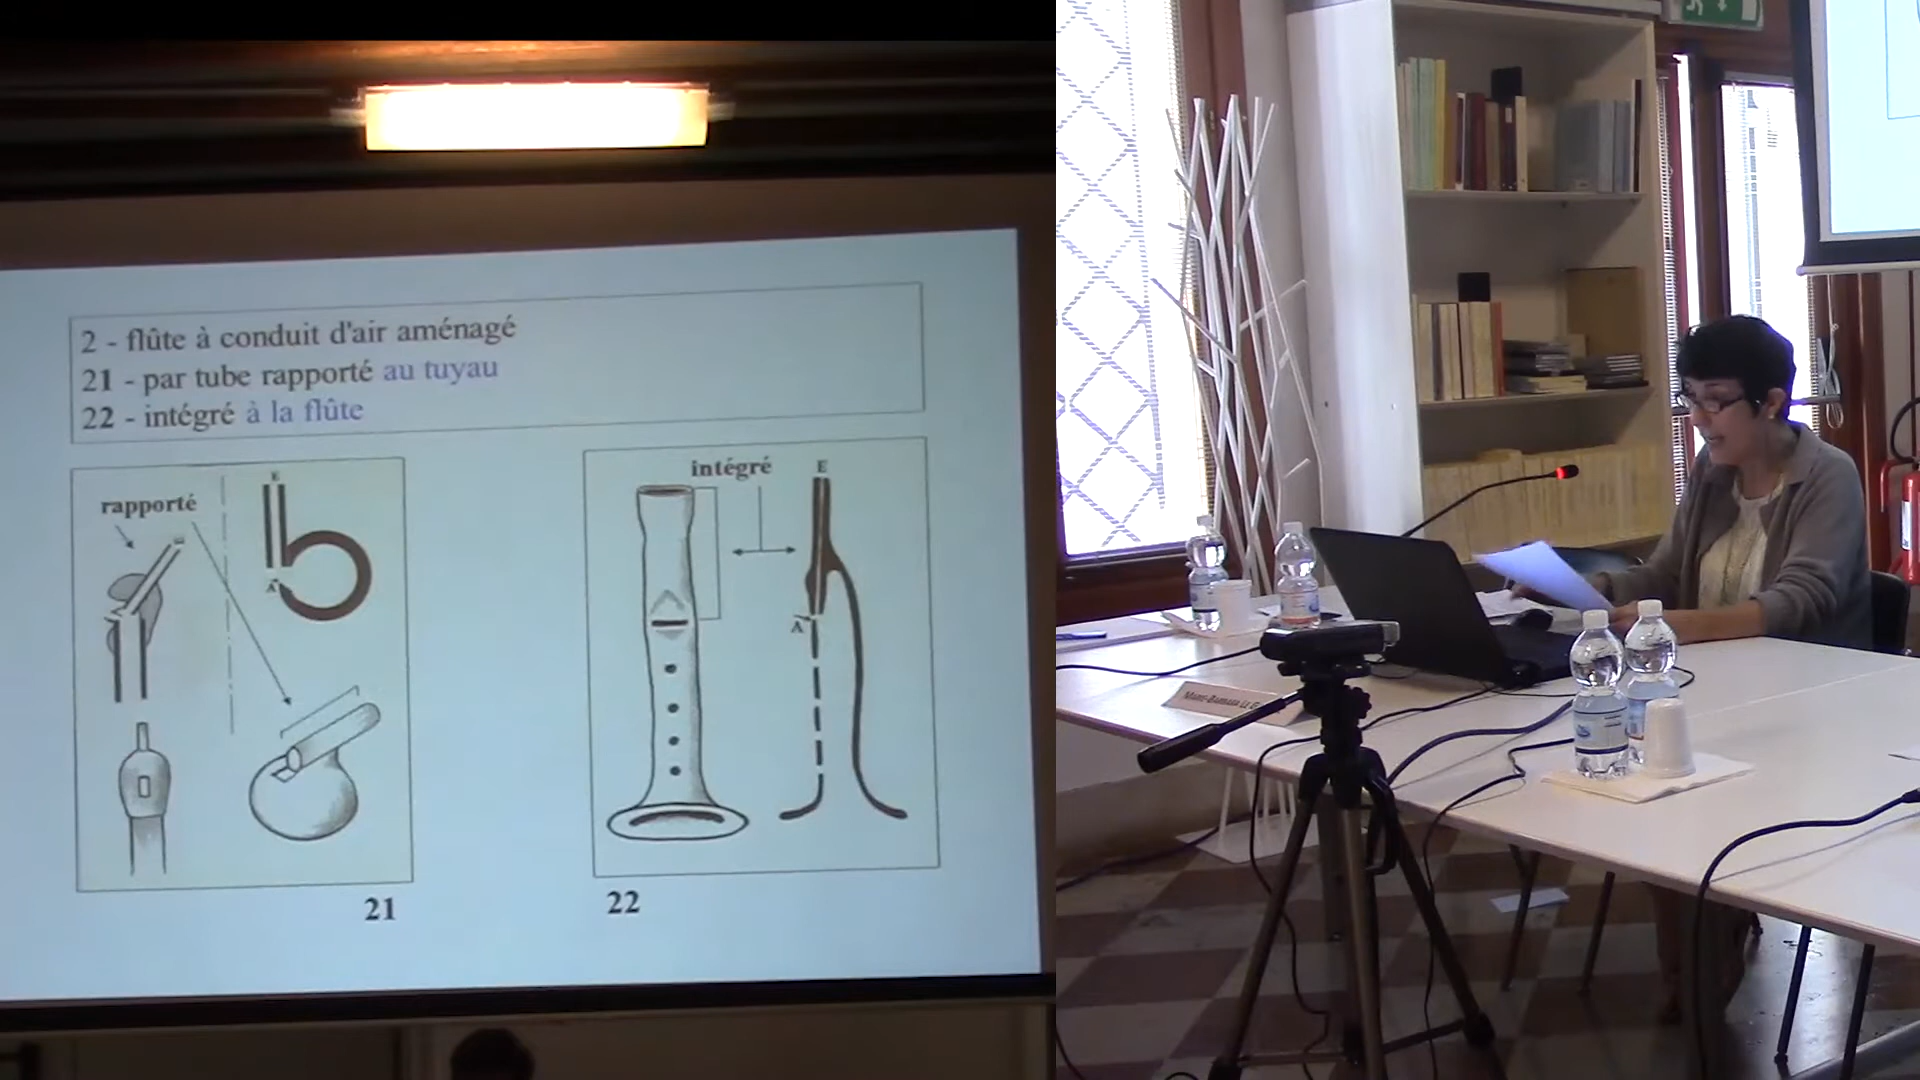 2 - flûte à conduit d'air aménagé
21 - par tube rapporté au tuyau
22 - intégré à la flûte
rapporté
E
A
intégré
E
A
21
22